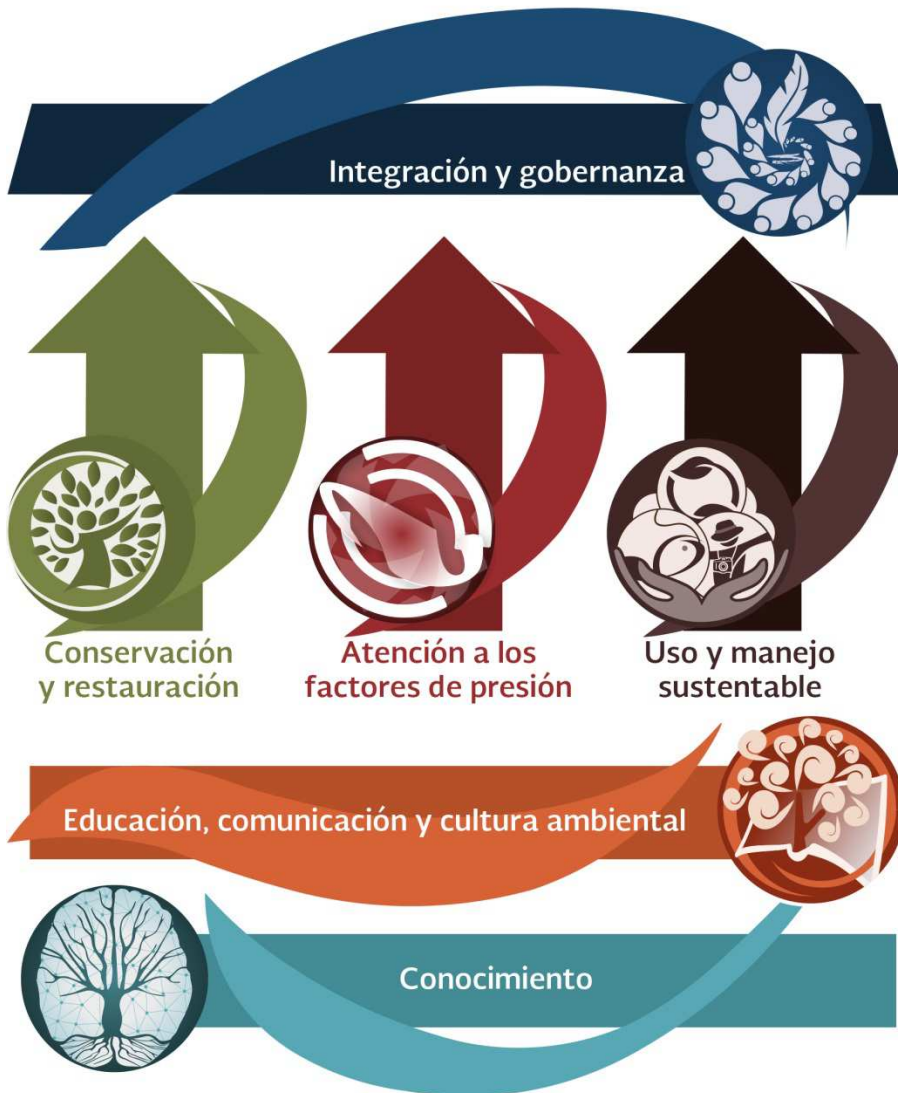 Integración y gobernanza
Conservación
y restauración
Atención a los
factores de presión
Uso y manejo
sustentable
Educación, comunicación y cultura ambiental
Conocimiento